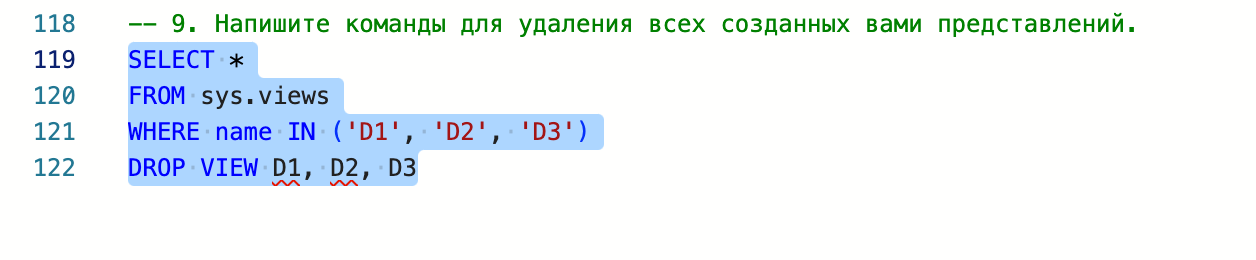 118 -- 9. Напишите команды для удаления всех созданных вами представлений.
119 SELECT *
120 FROM sys.views
121 WHERE name IN ('D1', 'D2', 'D3')
122 DROP VIEW D1, D2, D3